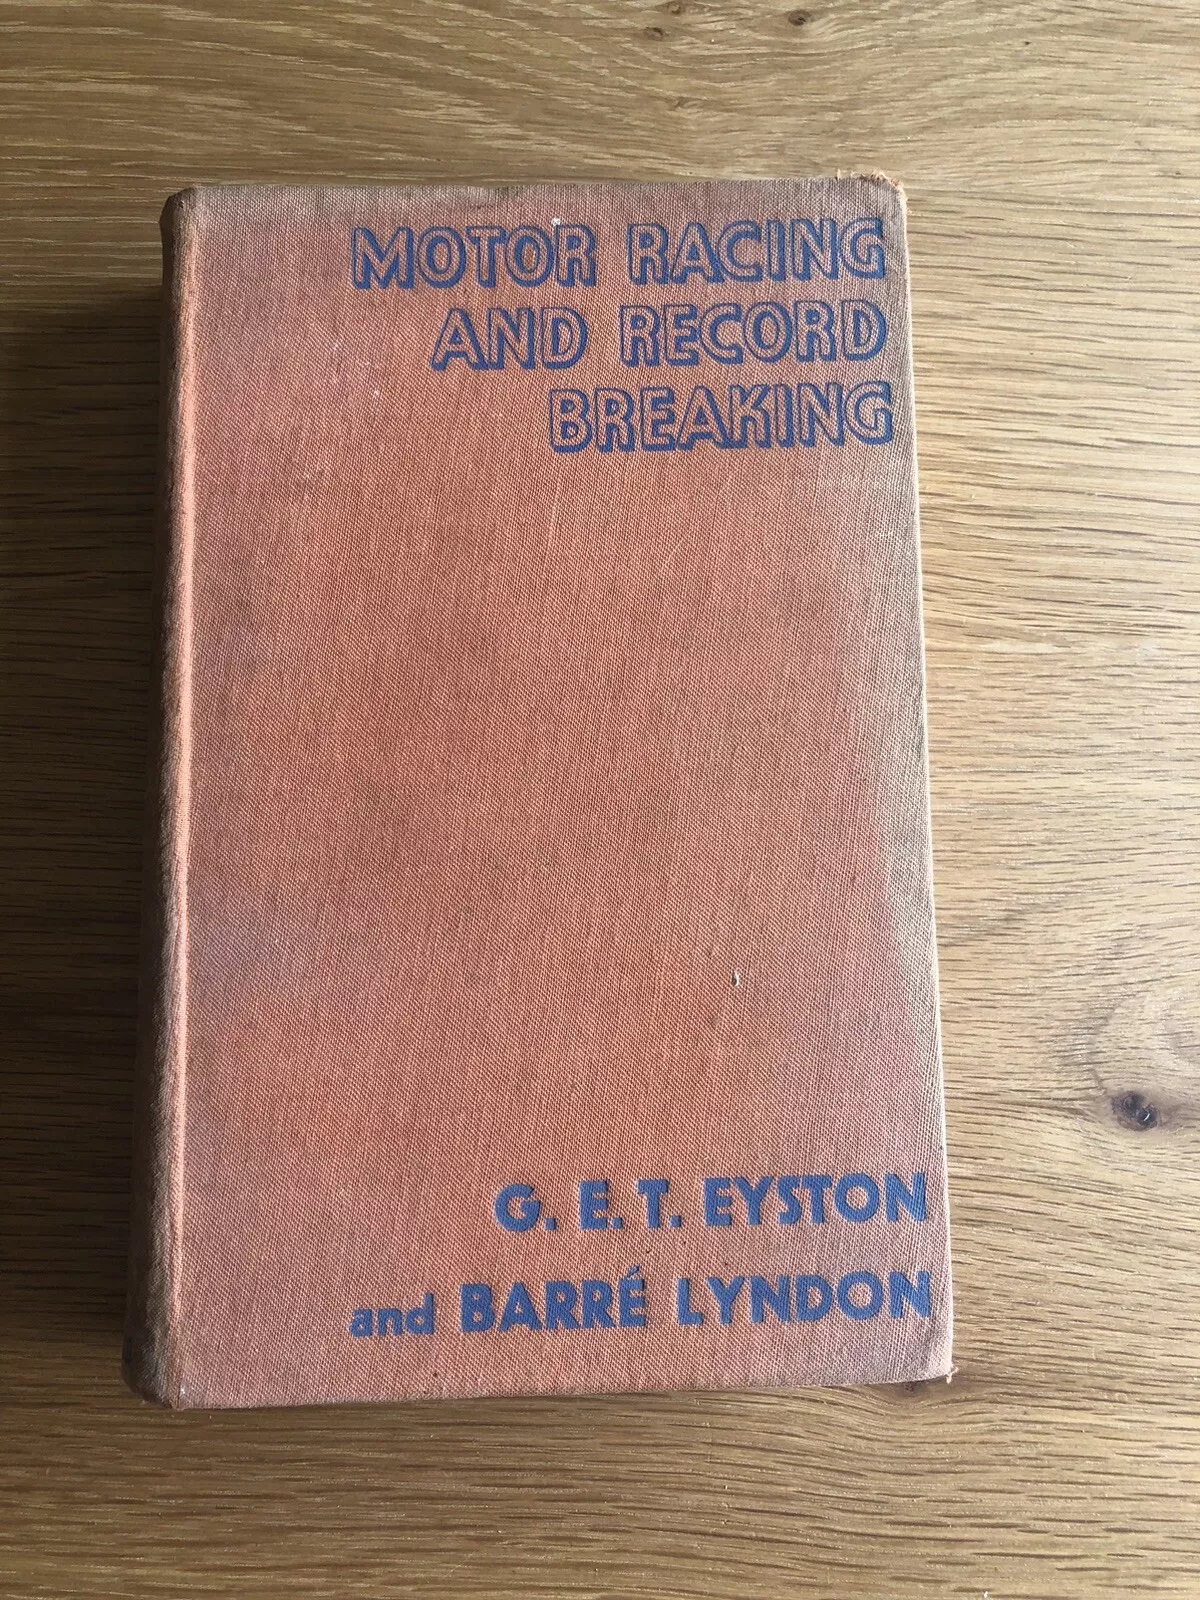 MOTOR RACING
AND RECORD
BREAKING
G. E. T. EYSTON
and BARRÉ LYNDON